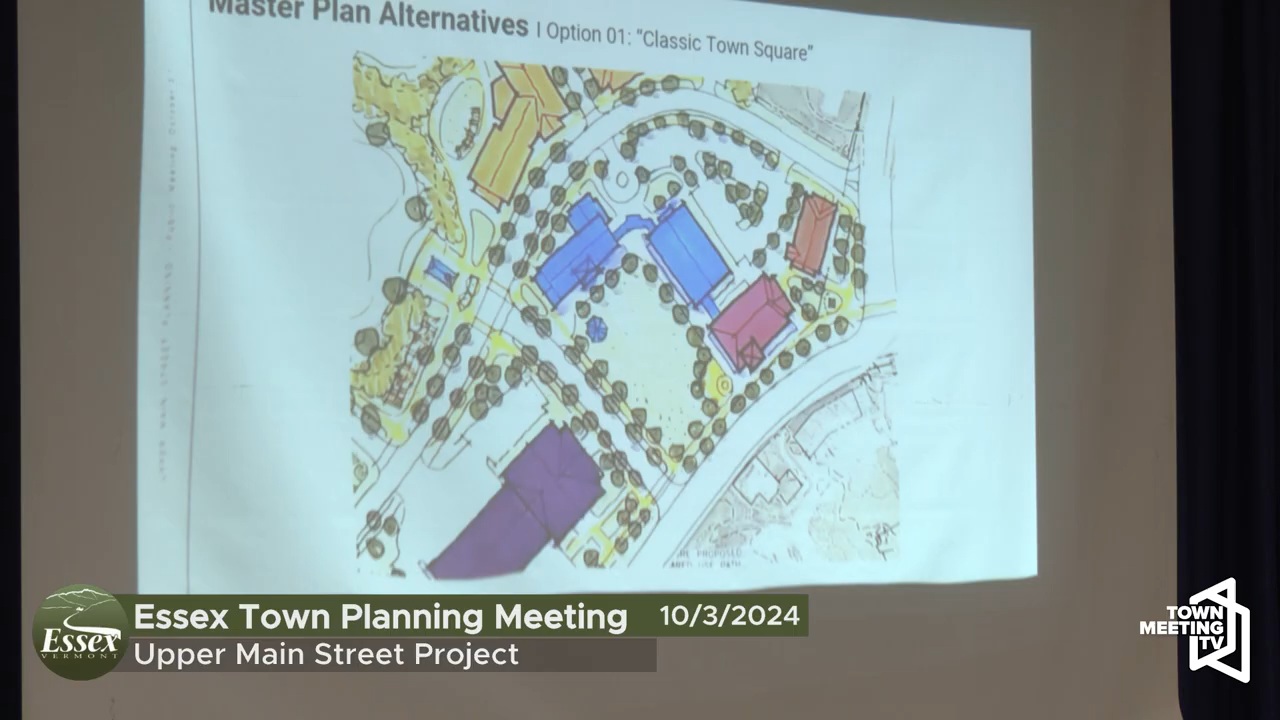 Master Plan Alternatives | Option 01: "Classic Town Square"
Essex Town Planning Meeting 10/3/2024
Upper Main Street Project
Essex
VERMONT
TOWN
MEETING
TV